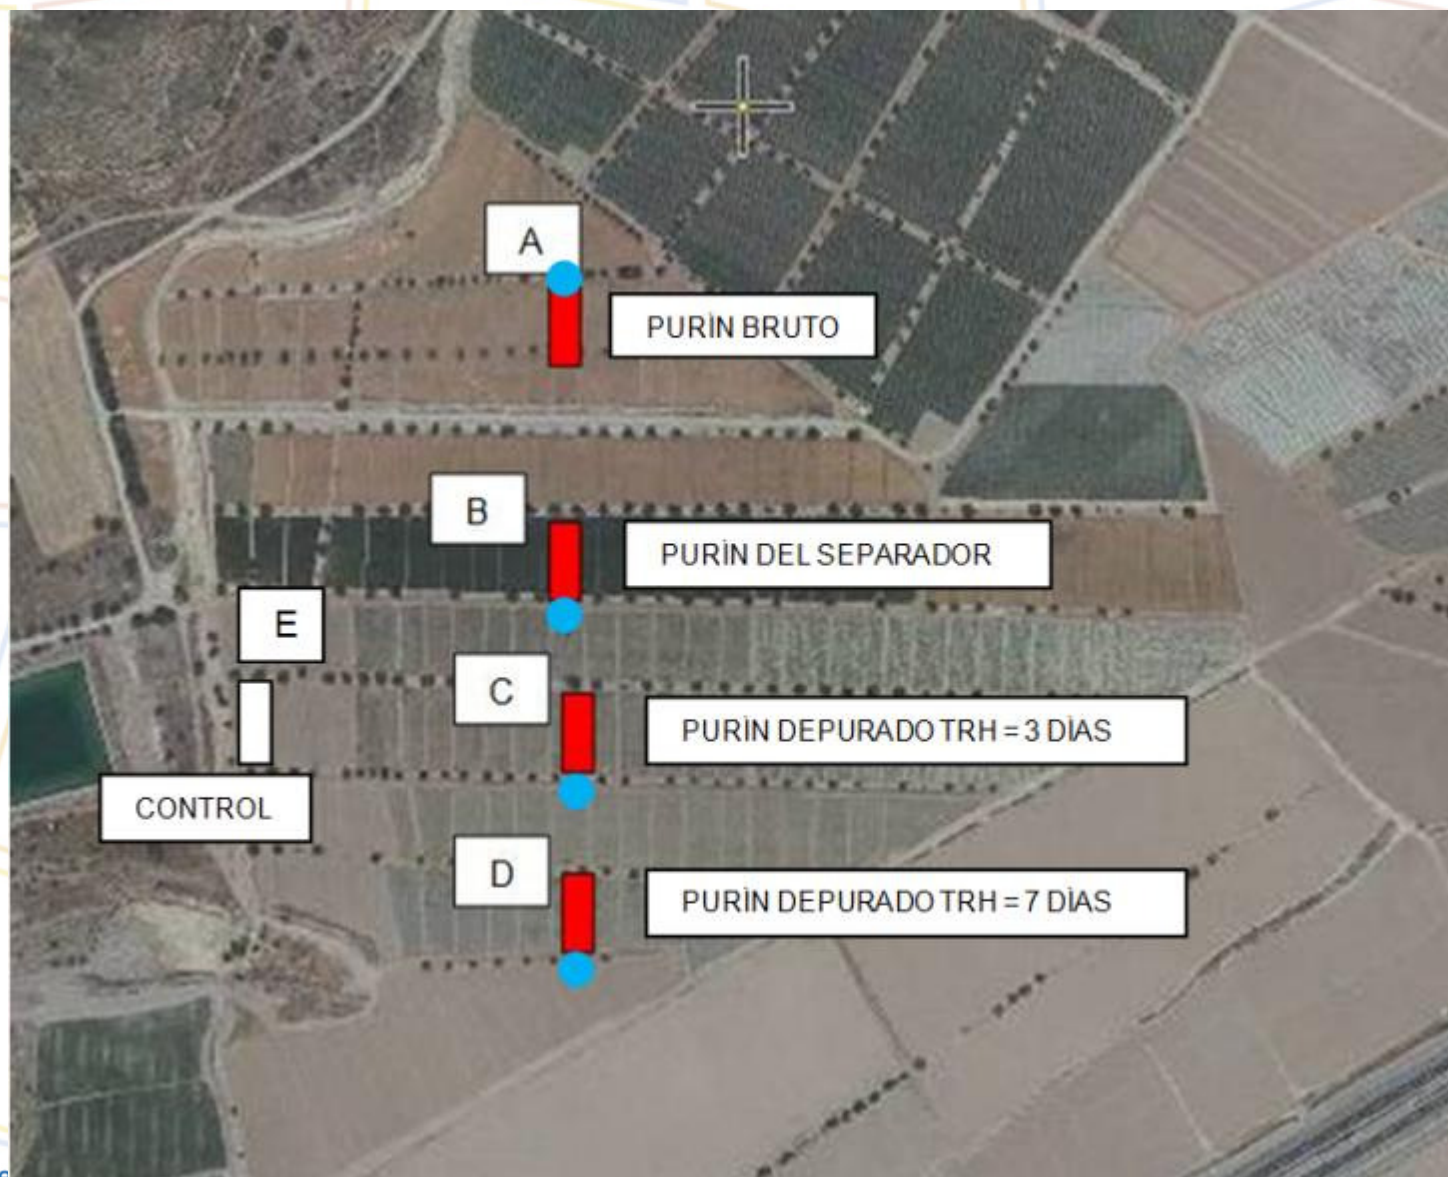 A
PURÌN BRUTO
B
PURÌN DEL SEPARADOR
E
C
PURÌN DEPURADO TRH = 3 DÌAS
CONTROL
D
PURÌN DEPURADO TRH = 7 DÌAS